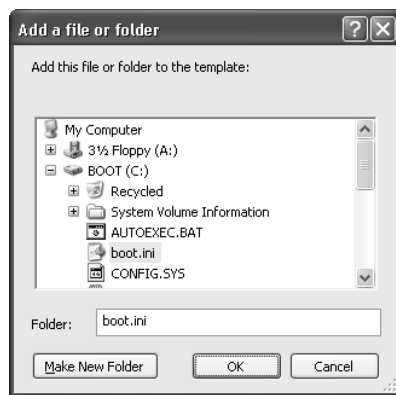 Add a file or folder
Add this file or folder to the template:
My Computer
3½ Floppy (A:)
BOOT (C:)
Recycled
System Volume Information
AUTOEXEC.BAT
boot.ini
CONFIG.SYS
Folder: boot.ini
Make New Folder OK Cancel